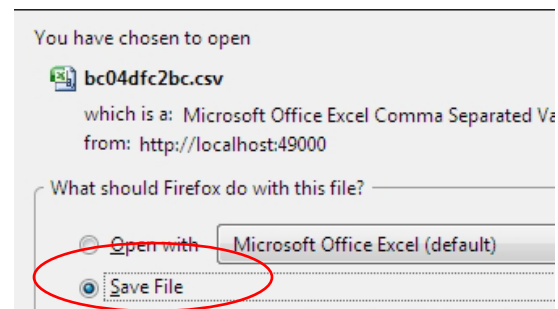 You have chosen to open
bc04dfc2bc.csv
which is a: Microsoft Office Excel Comma Separated Va
from: http://localhost:49000
What should Firefox do with this file?
Open with Microsoft Office Excel (default)
Save File